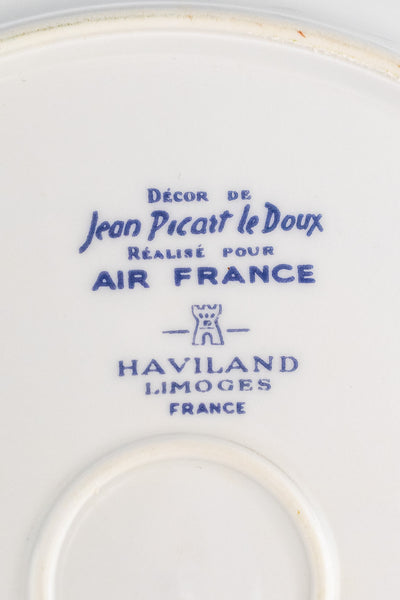 DÉCOR DE
Jean Picart le Doux
RÉALISÉ POUR
AIR FRANCE
HAVILAND
LIMOGES
FRANCE